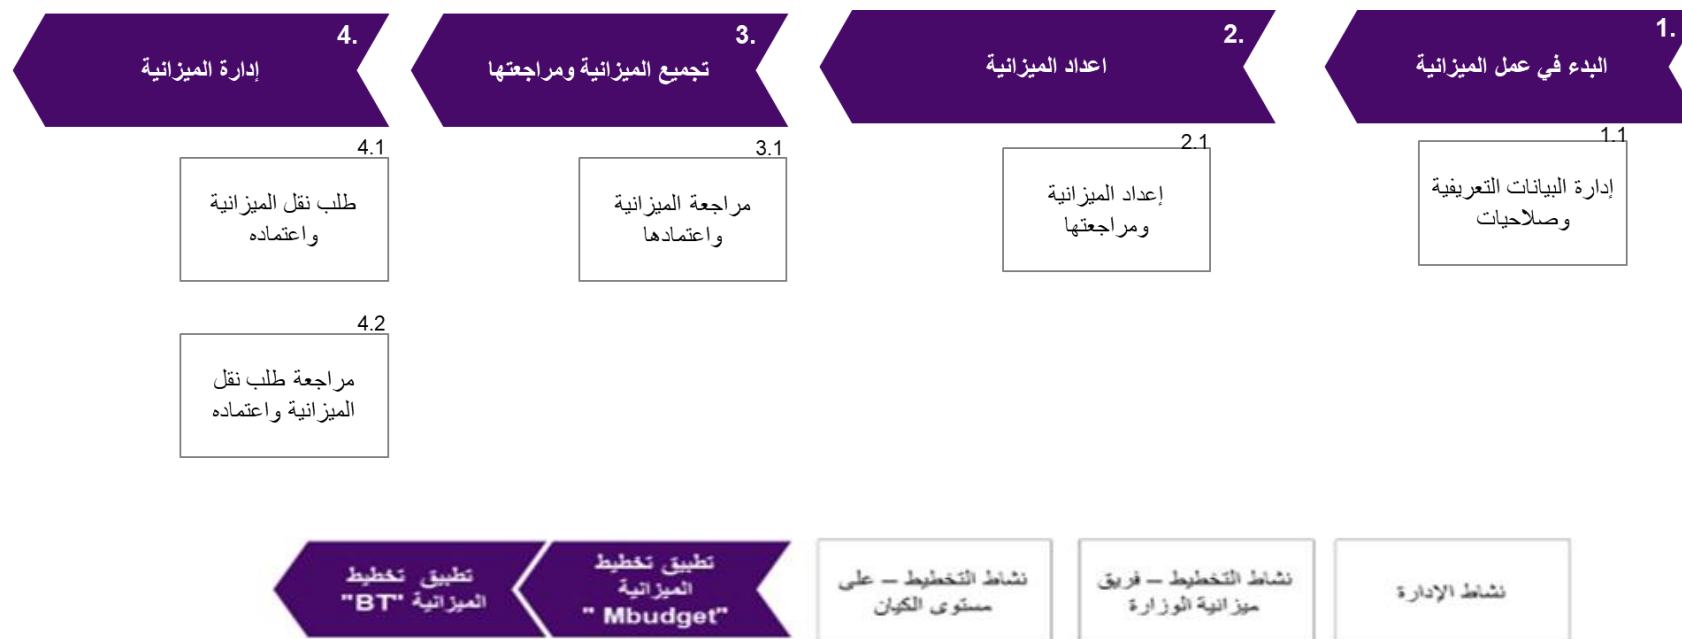 1.
البدء في عمل الميزانية
2.
اعداد الميزانية
3.
تجميع الميزانية ومراجعتها
4.
إدارة الميزانية
1.1
إدارة البيانات التعريفية
وصلاحيات
2.1
إعداد الميزانية
ومراجعتها
3.1
مراجعة الميزانية
واعتمادها
4.1
طلب نقل الميزانية
واعتماده
4.2
مراجعة طلب نقل
الميزانية واعتماده
نشاط الإدارة
نشاط التخطيط – فريق
ميزانية الوزارة
نشاط التخطيط – على
مستوى الكيان
تطبيق تخطيط
الميزانية
" Mbudget"
تطبيق تخطيط
الميزانية "BT"